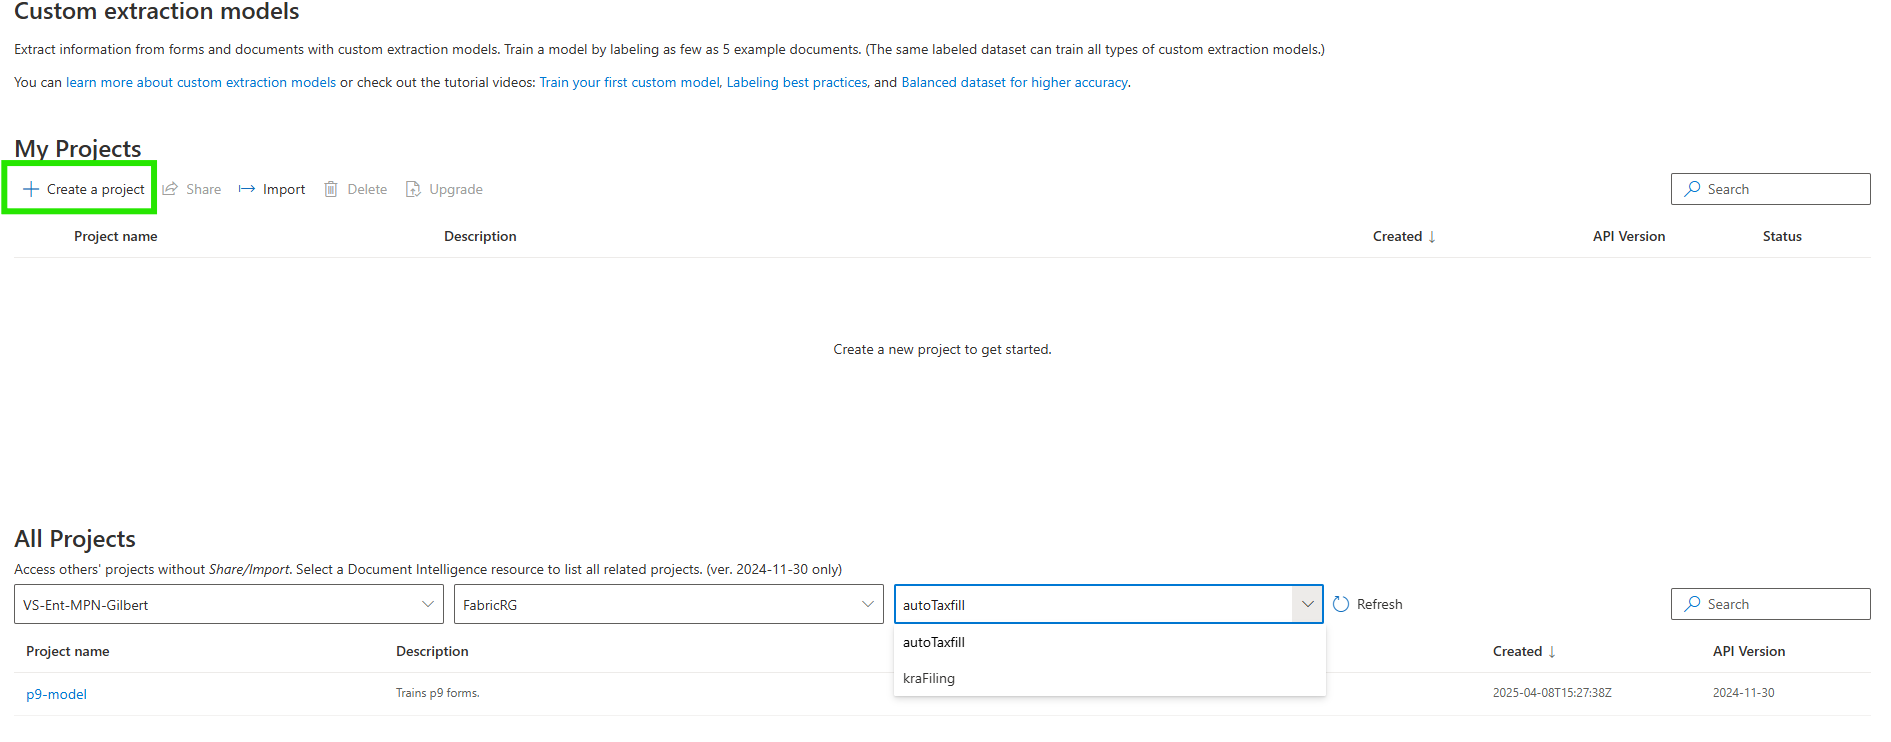 Custom extraction models
Extract information from forms and documents with custom extraction models. Train a model by labeling as few as 5 example documents. (The same labeled dataset can train all types of custom extraction models.)
You can learn more about custom extraction models or check out the tutorial videos: Train your first custom model, Labeling best practices, and Balanced dataset for higher accuracy.
My Projects
Create a project Share Import Delete Upgrade Search
Project name Description Created ↓ API Version Status
Create a new project to get started.
All Projects
Access others' projects without Share/Import. Select a Document Intelligence resource to list all related projects. (ver. 2024-11-30 only)
VS-Ent-MPN-Gilbert FabricRG autoTaxfill Refresh Search
autoTaxfill
Project name Description Created ↓ API Version
kraFiling
p9-model Trains p9 forms. 2025-04-08T15:27:38Z 2024-11-30